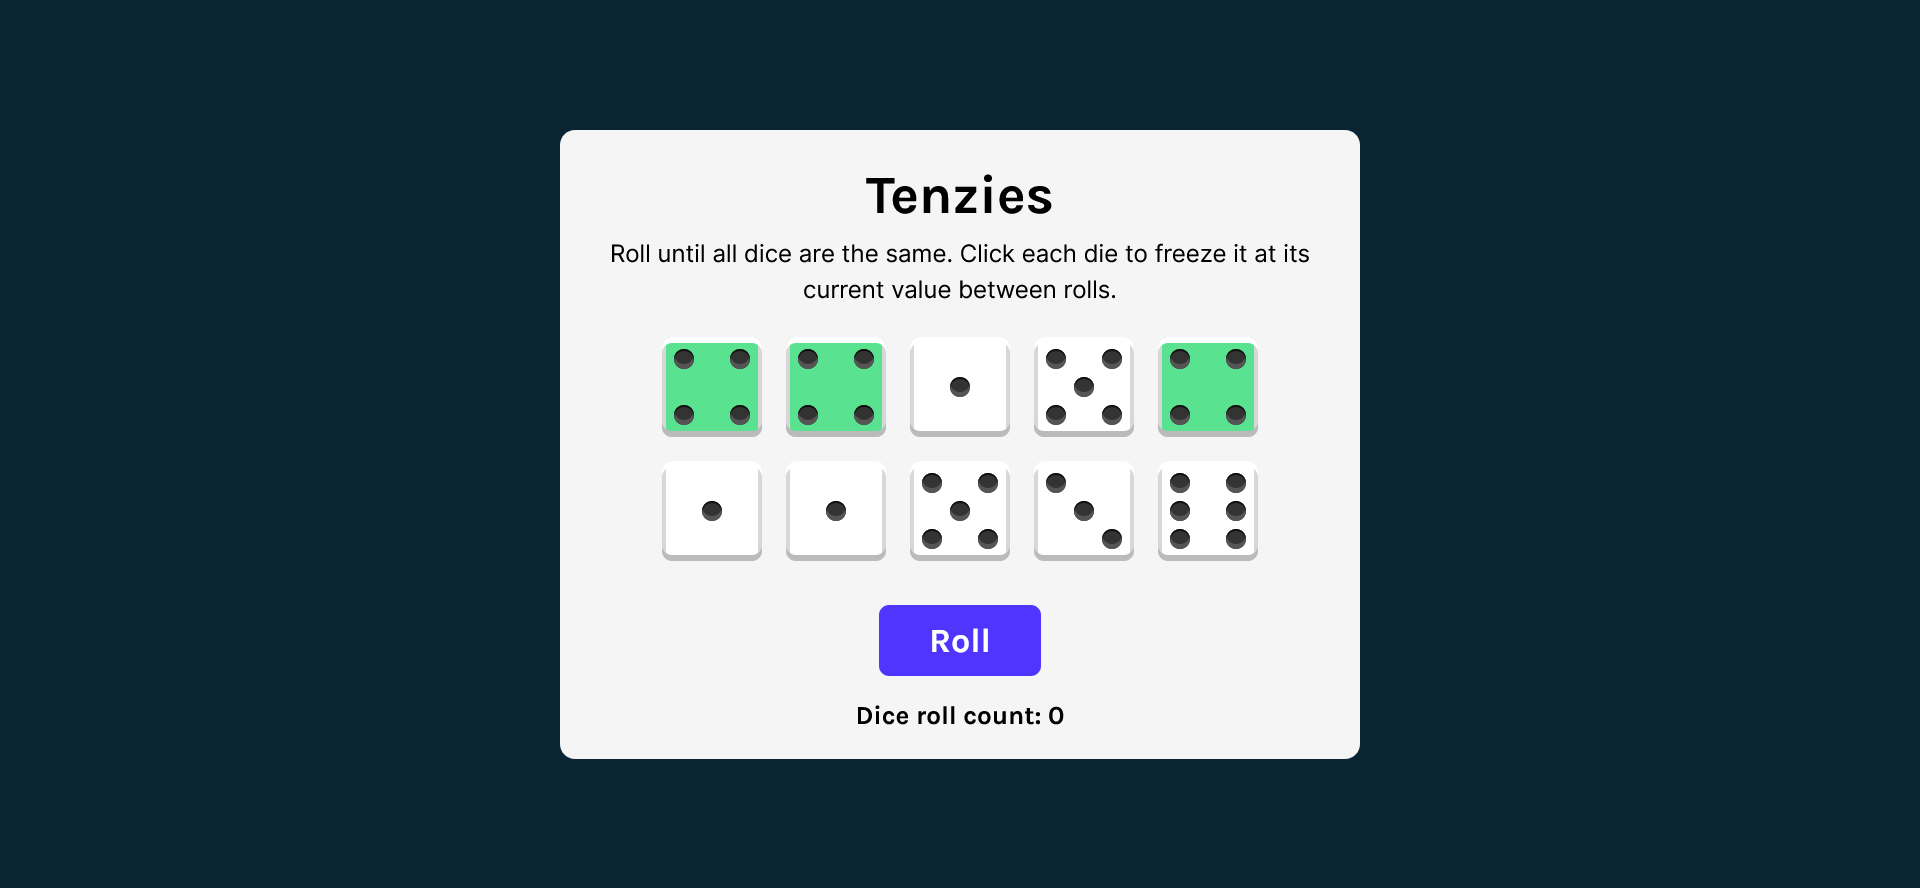 Tenzies
Roll until all dice are the same. Click each die to freeze it at its
current value between rolls.
Roll
Dice roll count: 0